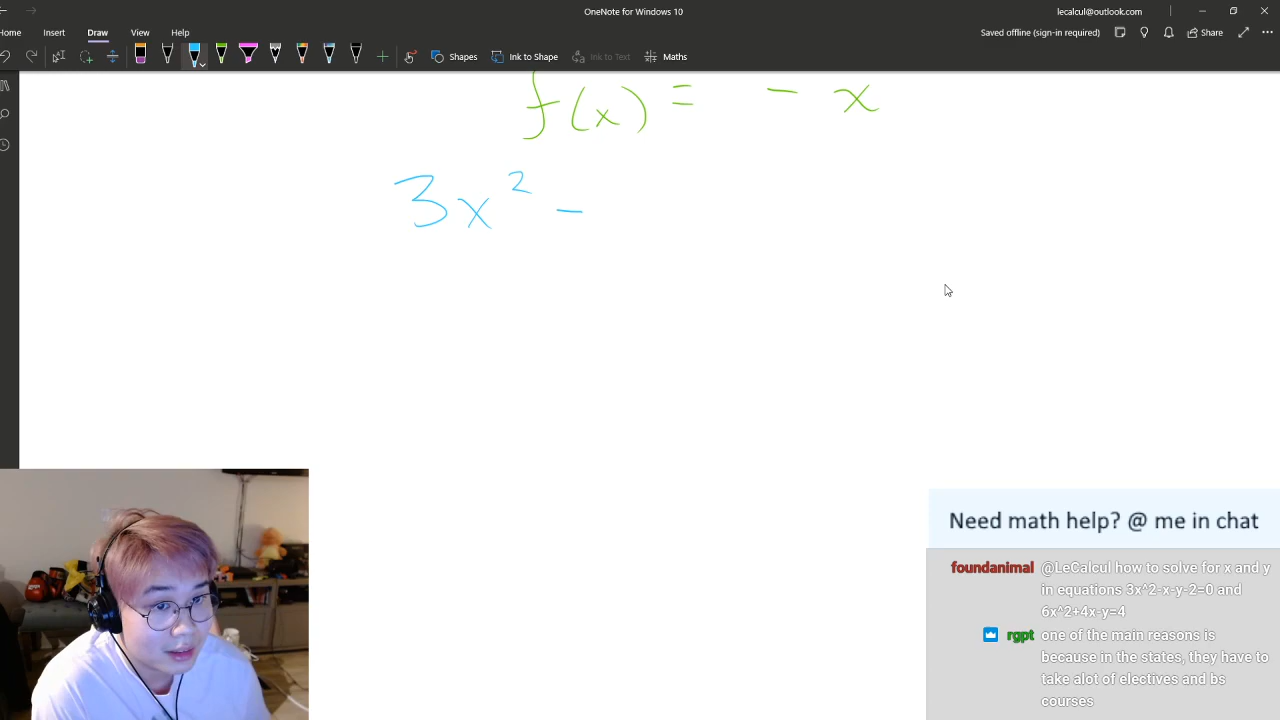 OneNote for Windows 10
lecalcul@outlook.com
Home Insert Draw View Help
Saved offline (sign-in required)
Share
Shapes
Ink to Shape
Ink to Text
Maths
f(x) = - x
3x² -
Need math help? @ me in chat
foundanimal @LeCalcul how to solve for x and y
in equations 3x^2-x-y-2=0 and
6x^2+4x-y=4
rgpt one of the main reasons is
because in the states, they have to
take alot of electives and bs
courses